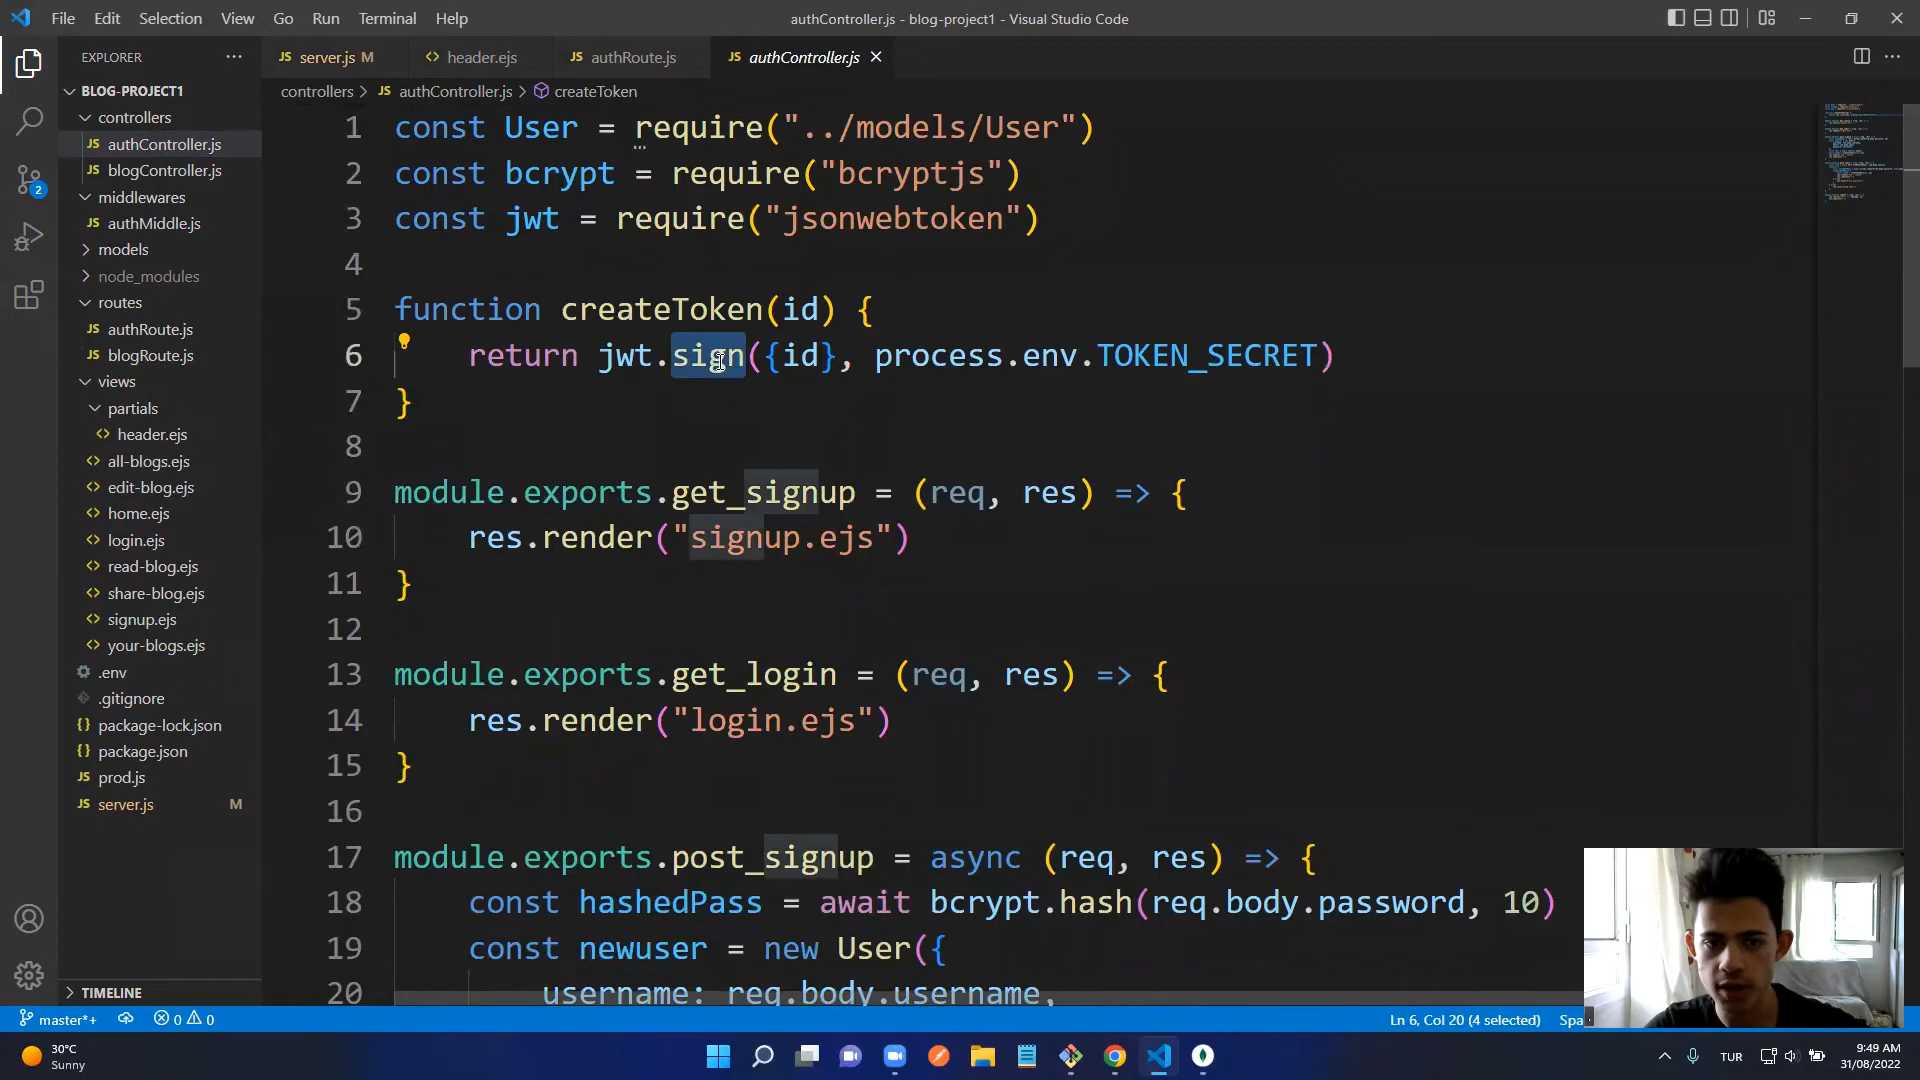 File Edit Selection View Go Run Terminal Help
authController.js - blog-project1 - Visual Studio Code
EXPLORER
JS server.js M
<> header.ejs
JS authRoute.js
JS authController.js
BLOG-PROJECT1
controllers
JS authController.js
JS blogController.js
middlewares
JS authMiddle.js
models
node_modules
routes
JS authRoute.js
JS blogRoute.js
views
partials
<> header.ejs
<> all-blogs.ejs
<> edit-blog.ejs
<> home.ejs
<> login.ejs
<> read-blog.ejs
<> share-blog.ejs
<> signup.ejs
<> your-blogs.ejs
.env
.gitignore
{} package-lock.json
{} package.json
JS prod.js
JS server.js M
TIMELINE
2
controllers > JS authController.js > createToken
1 const User = require("../models/User")
2 const bcrypt = require("bcryptjs")
3 const jwt = require("jsonwebtoken")
4
5 function createToken(id) {
6 return jwt.sign({id}, process.env.TOKEN_SECRET)
7 }
8
9 module.exports.get_signup = (req, res) => {
10 res.render("signup.ejs")
11 }
12
13 module.exports.get_login = (req, res) => {
14 res.render("login.ejs")
15 }
16
17 module.exports.post_signup = async (req, res) => {
18 const hashedPass = await bcrypt.hash(req.body.password, 10)
19 const newuser = new User({
20 username: req.body.username,
master*+ 0 0
Ln 6, Col 20 (4 selected) Spa
30°C
Sunny
TUR
9:49 AM
31/08/2022